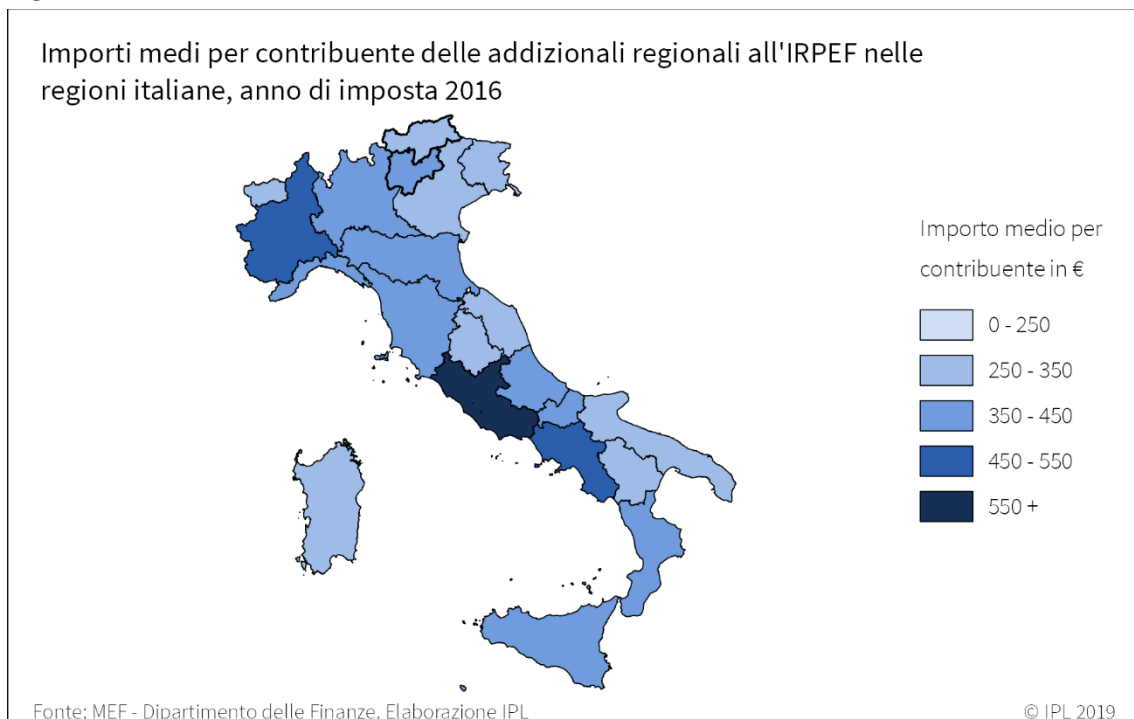 Importi medi per contribuente delle addizionali regionali all'IRPEF nelle
regioni italiane, anno di imposta 2016
Importo medio per
contribuente in €
0 - 250
250 - 350
350 - 450
450 - 550
550 +
Fonte: MEF - Dipartimento delle Finanze. Elaborazione IPL
© IPL 2019